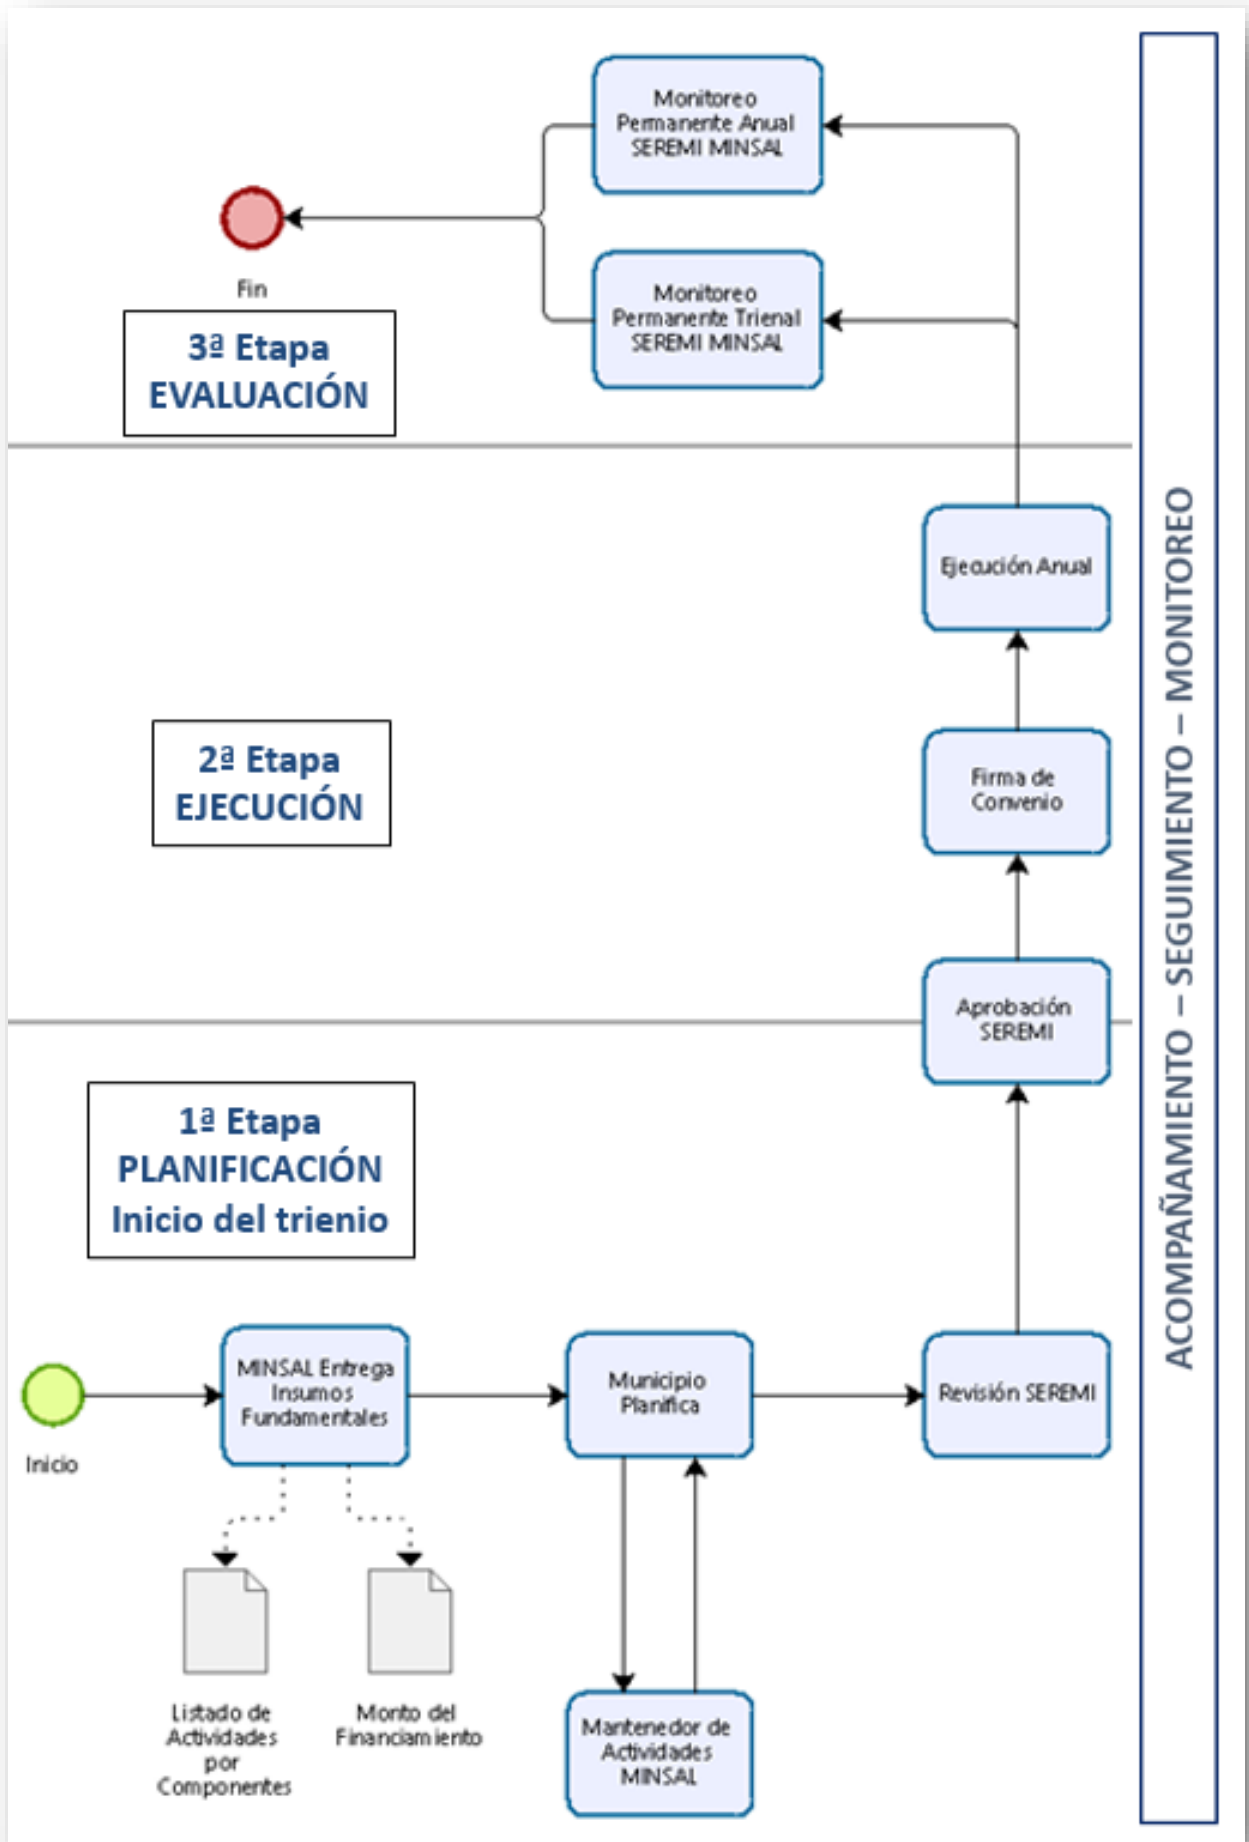 Monitoreo
Permanente Anual
SEREMI MINSAL
Fin
Monitoreo
Permanente Trienal
SEREMI MINSAL
3ª Etapa
EVALUACIÓN
Ejecución Anual
2ª Etapa
EJECUCIÓN
Firma de
Convenio
Aprobación
SEREMI
1ª Etapa
PLANIFICACIÓN
Inicio del trienio
Inicio
MINSAL Entrega
Insumos
Fundamentales
Municipio
Planifica
Revisión SEREMI
Listado de
Actividades
por
Componentes
Monto del
Financiamiento
Mantenedor de
Actividades
MINSAL
ACOMPAÑAMIENTO – SEGUIMIENTO – MONITOREO